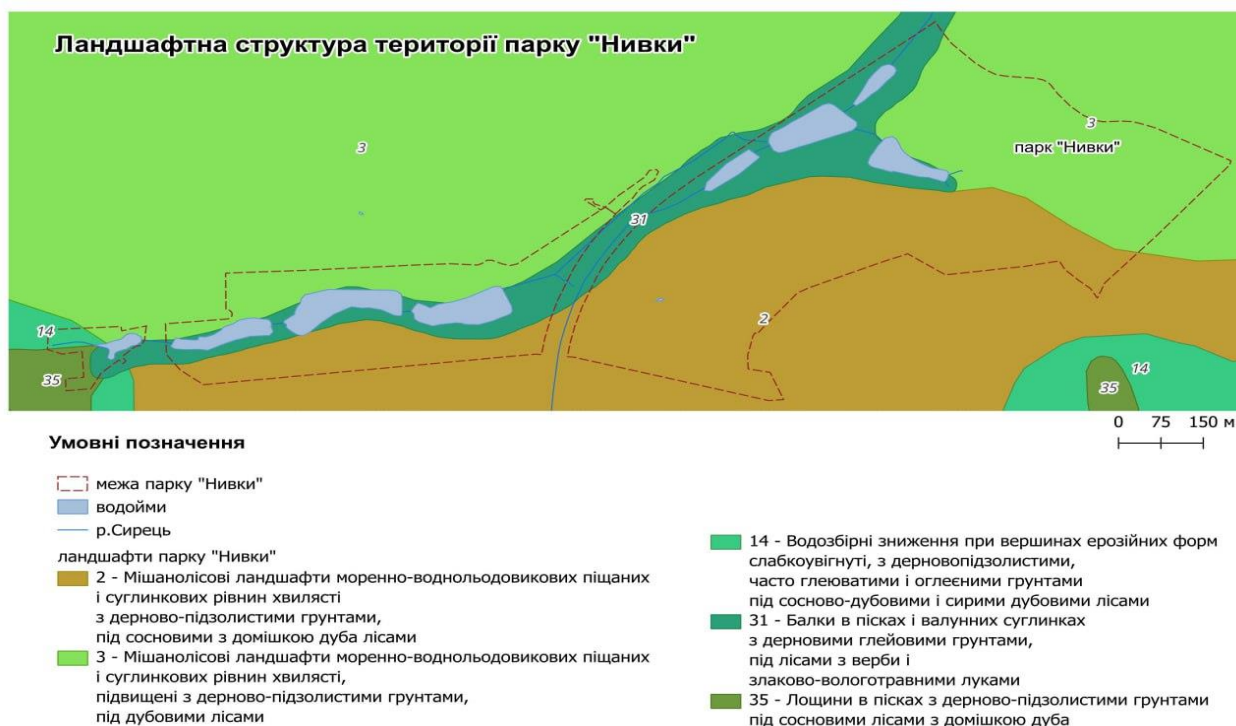 Ландшафтна структура території парку "Нивки"
3
3
парк "Нивки"
31
14
2
35
14
35
0 75 150 м
Умовні позначення
межа парку "Нивки"
водойми
р.Сирець
ландшафти парку "Нивки"
2 - Мішанолісові ландшафти моренно-воднольодовикових піщаних
і суглинкових рівнин хвилясті
з дерново-підзолистими грунтами,
під сосновими з домішкою дуба лісами
3 - Мішанолісові ландшафти моренно-воднольодовикових піщаних
і суглинкових рівнин хвилясті,
підвищені з дерново-підзолистими грунтами,
під дубовими лісами
14 - Водозбірні зниження при вершинах ерозійних форм
слабкоувігнуті, з дерновопідзолистими,
часто глеюватими і оглеєними грунтами
під сосново-дубовими і сирими дубовими лісами
31 - Балки в пісках і валунних суглинках
з дерновими глейовими грунтами,
під лісами з верби і
злаково-вологотравними луками
35 - Лощини в пісках з дерново-підзолистими грунтами
під сосновими лісами з домішкою дуба